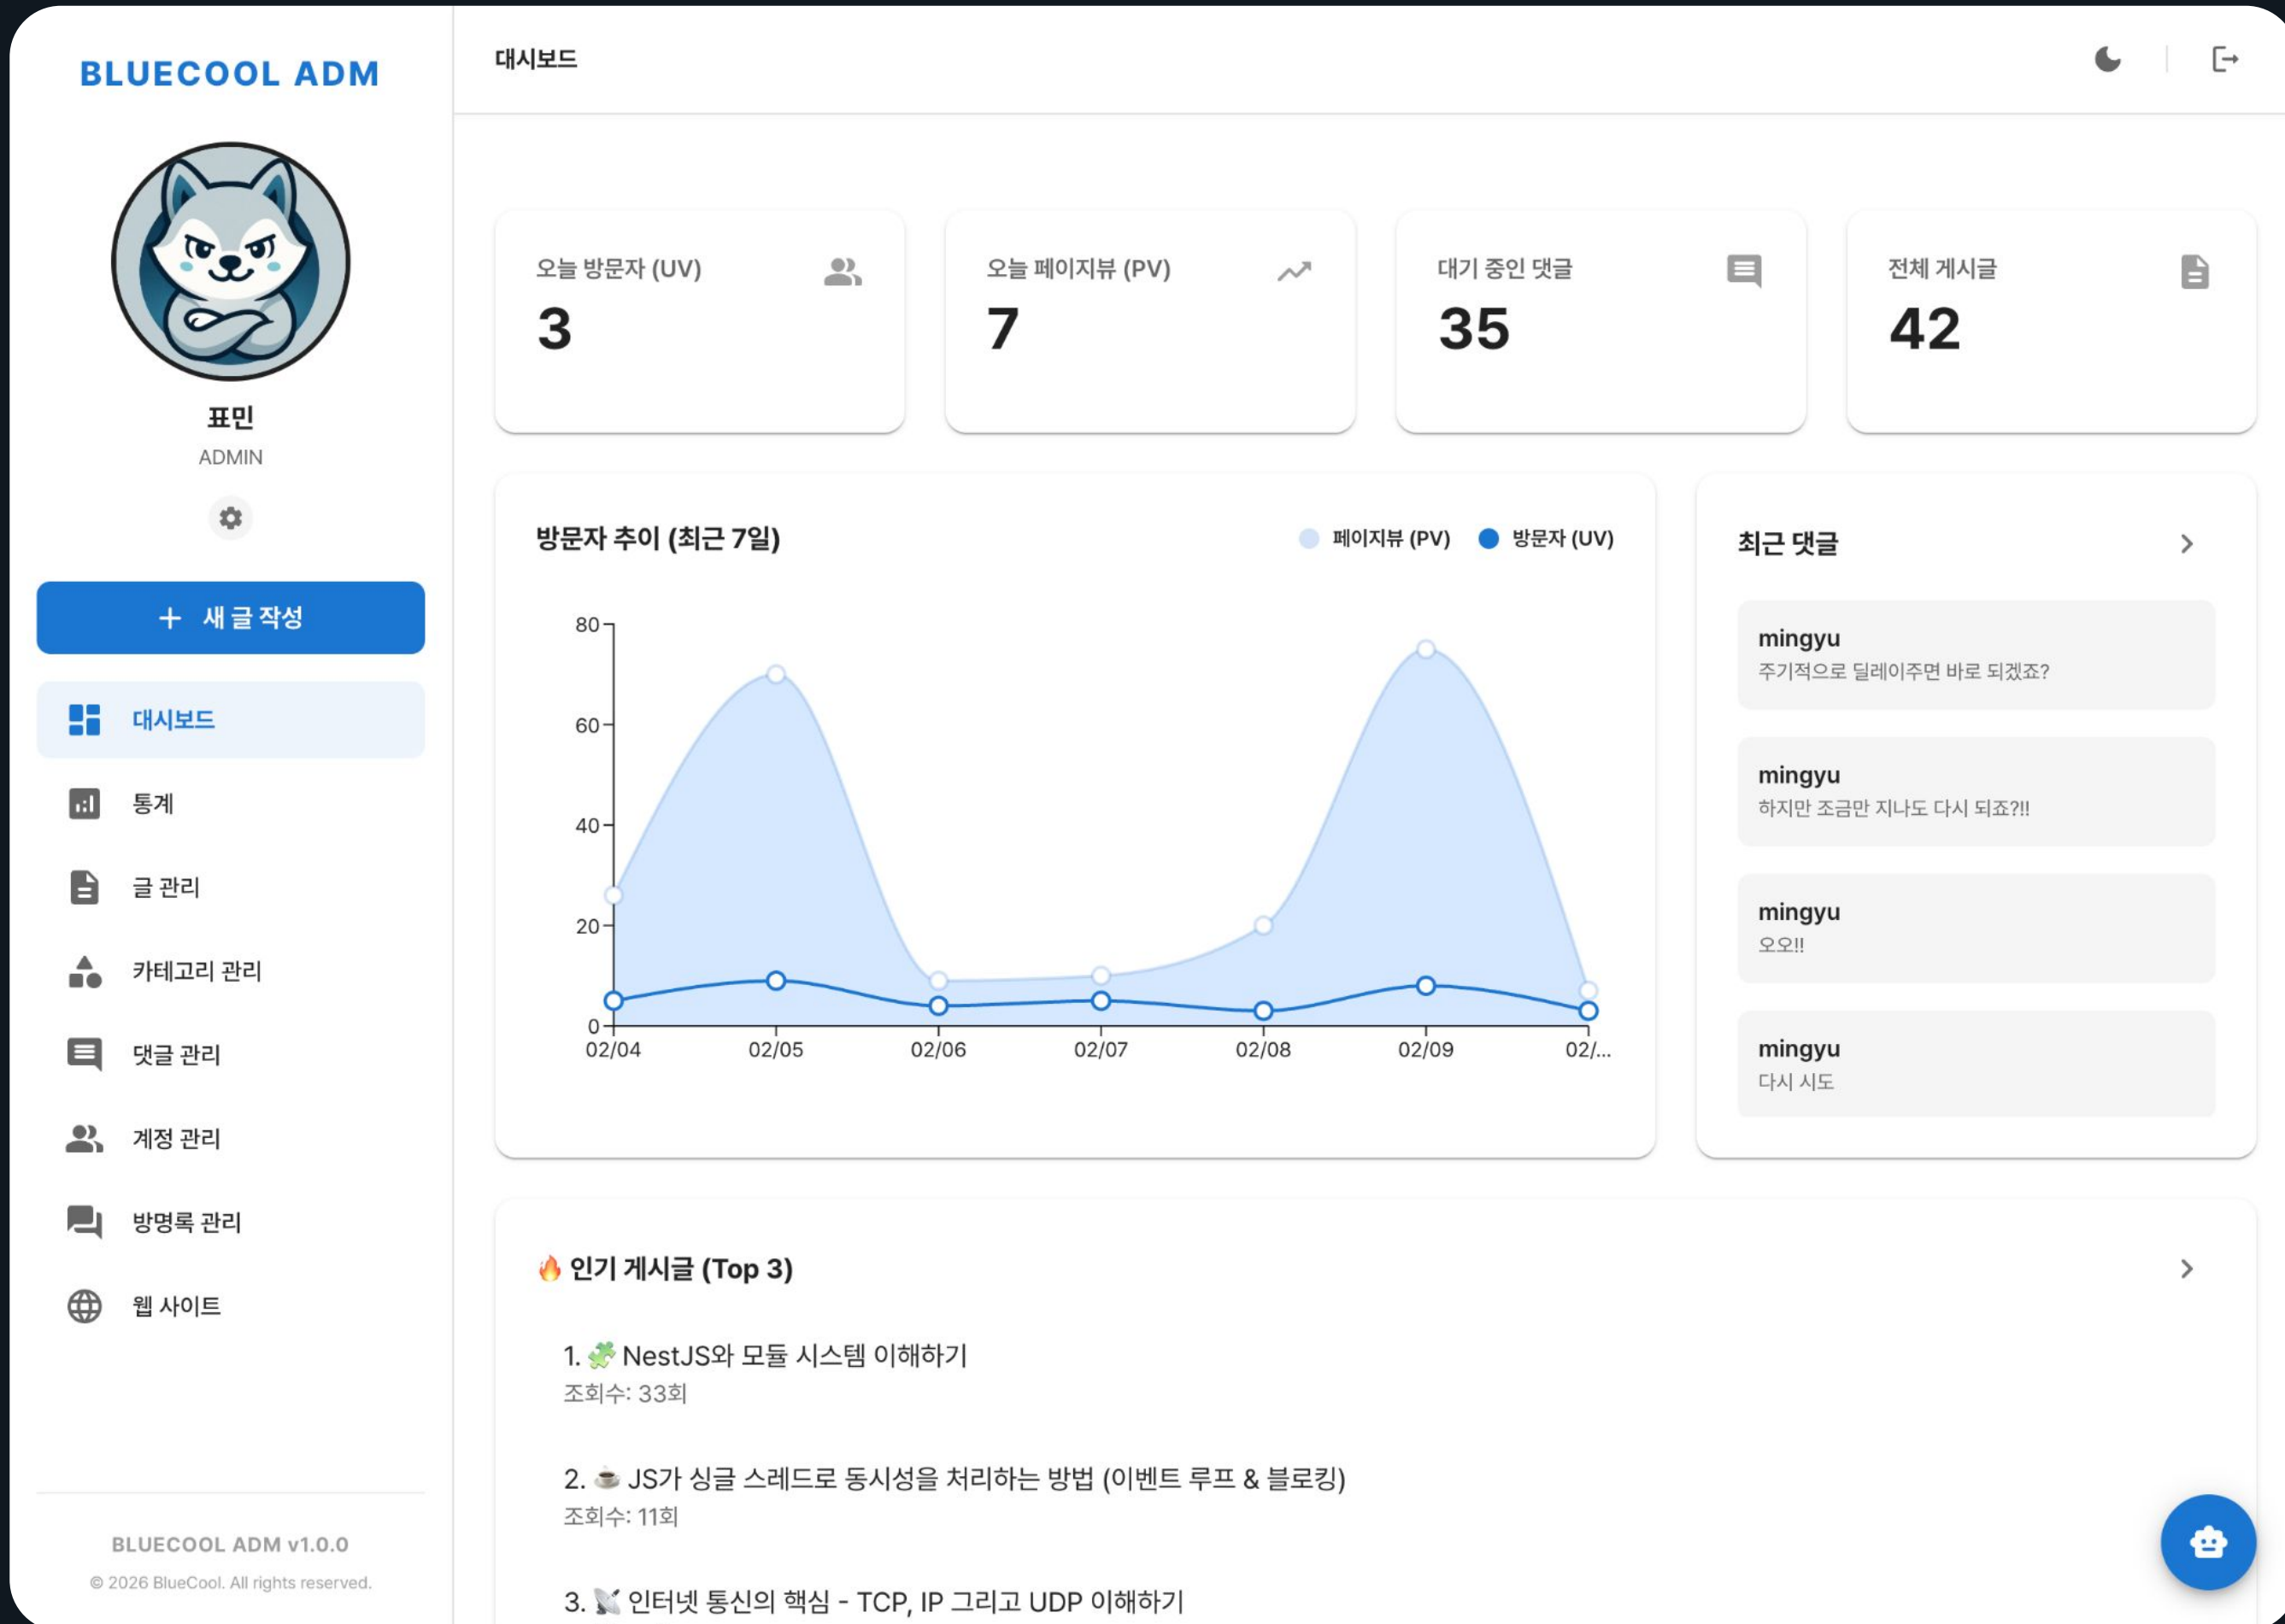 BLUECOOL ADM
표민
ADMIN
새 글 작성
대시보드
통계
글 관리
카테고리 관리
댓글 관리
계정 관리
방명록 관리
웹 사이트
BLUECOOL ADM v1.0.0
© 2026 BlueCool. All rights reserved.
대시보드
오늘 방문자 (UV)
3
오늘 페이지뷰 (PV)
7
대기 중인 댓글
35
전체 게시글
42
방문자 추이 (최근 7일)
페이지뷰 (PV)
방문자 (UV)
80
60
40
20
0
02/04
02/05
02/06
02/07
02/08
02/09
02/...
최근 댓글
mingyu
주기적으로 딜레이주면 바로 되겠죠?
mingyu
하지만 조금만 지나도 다시 되죠?!!
mingyu
오오!!
mingyu
다시 시도
🔥 인기 게시글 (Top 3)
1. 🧩 NestJS와 모듈 시스템 이해하기
조회수: 33회
2. ☕ JS가 싱글 스레드로 동시성을 처리하는 방법 (이벤트 루프 & 블로킹)
조회수: 11회
3. 📡 인터넷 통신의 핵심 - TCP, IP 그리고 UDP 이해하기